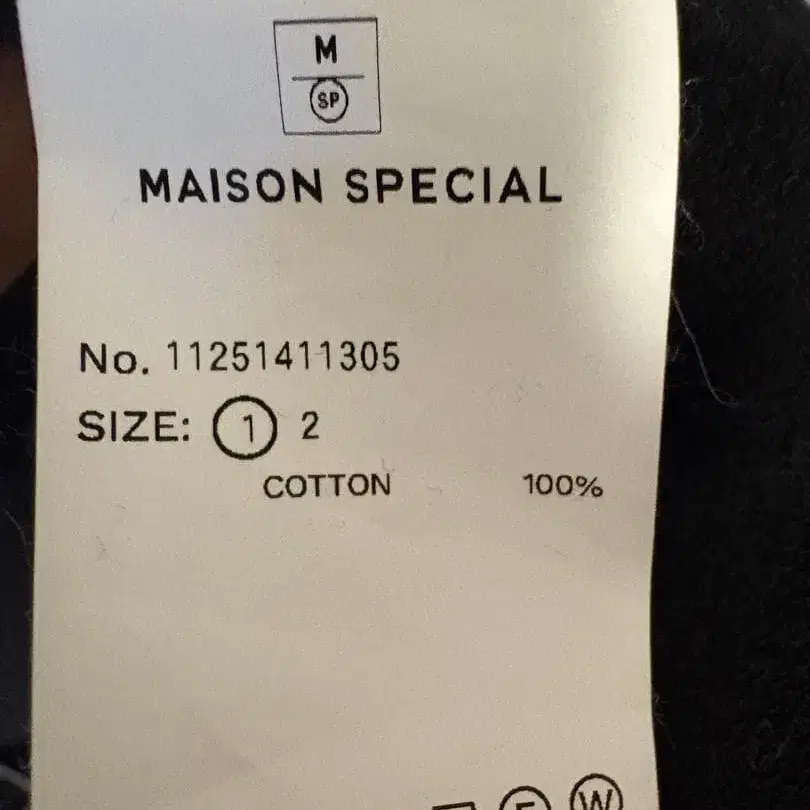 M
SP
MAISON SPECIAL
No. 11251411305
SIZE: 1 2
COTTON 100%
W